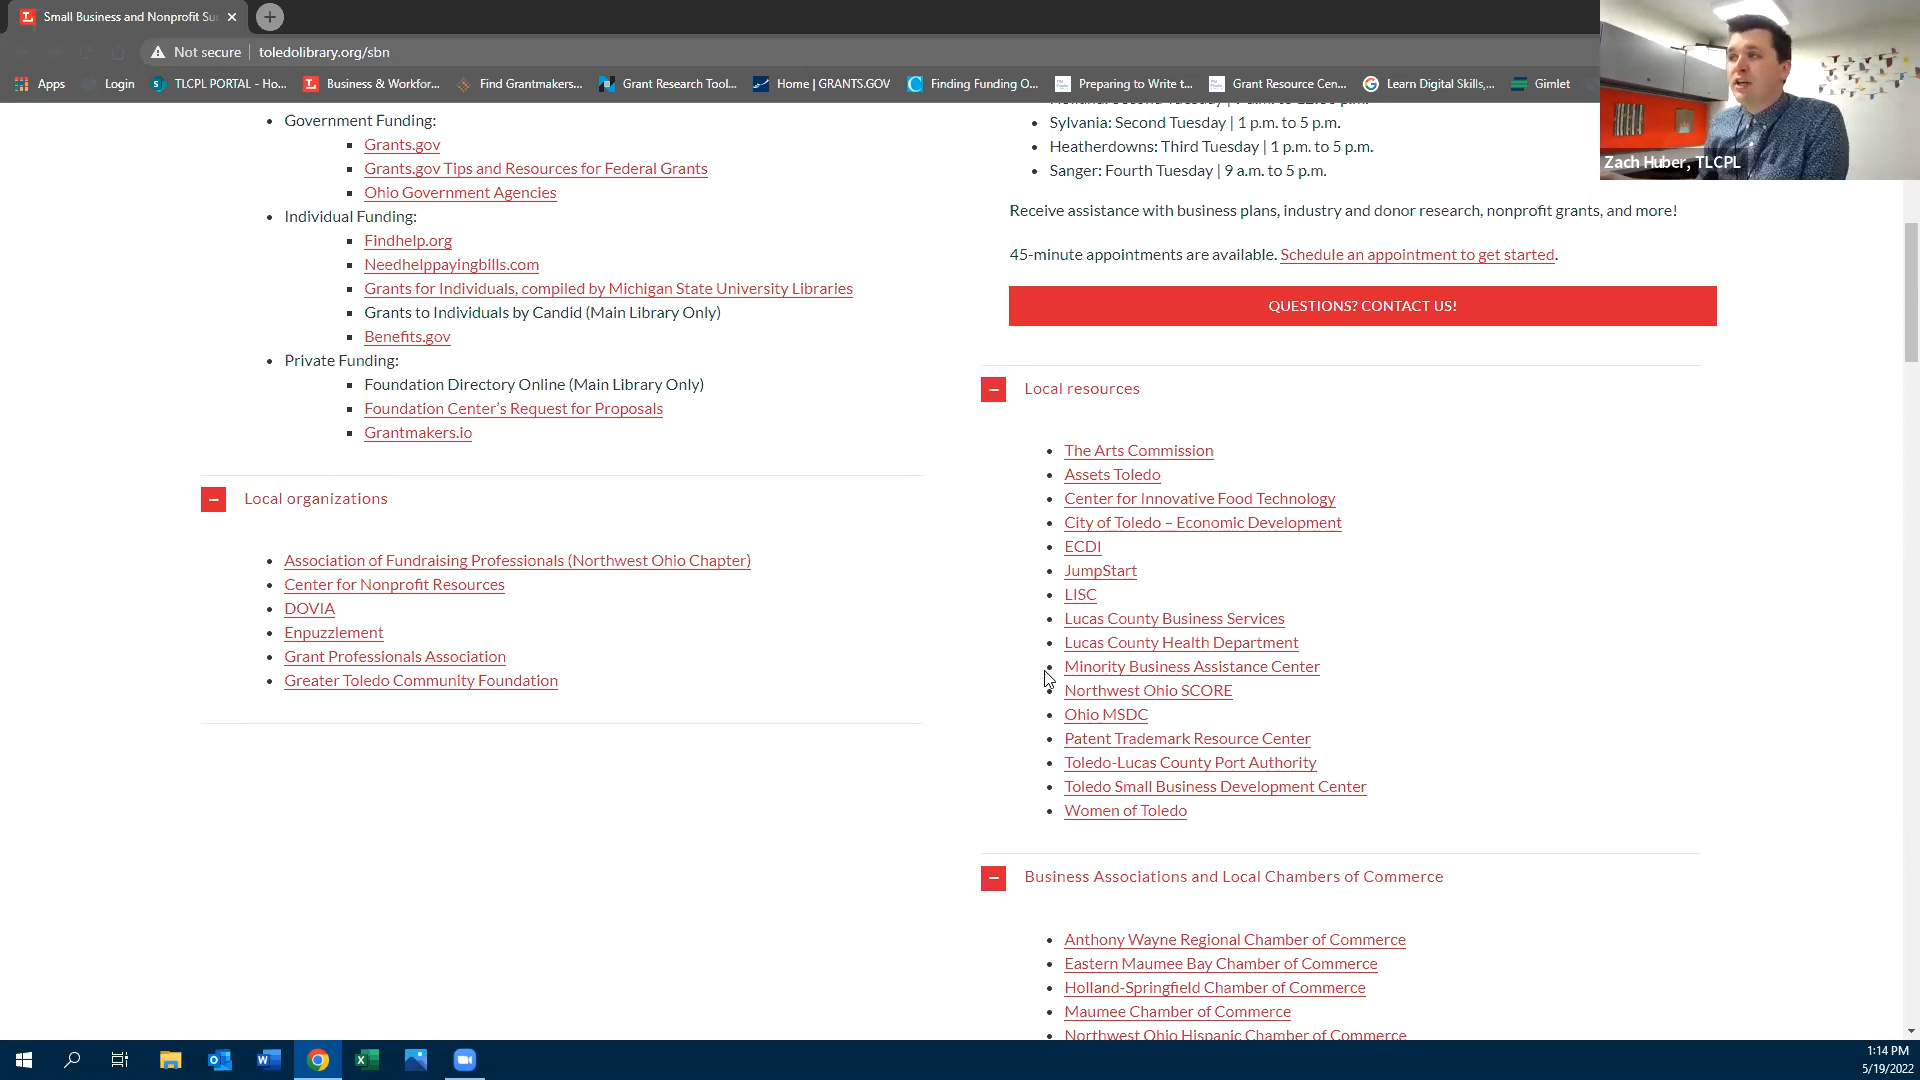 Small Business and Nonprofit Su
Not secure
toledolibrary.org/sbn
Apps
Login
TLCPL PORTAL - Ho...
Business & Workfor...
Find Grantmakers...
Grant Research Tool...
Home | GRANTS.GOV
Finding Funding O...
Preparing to Write t...
Grant Resource Cen...
Learn Digital Skills,...
Gimlet
Zach Huber, TLCPL
Government Funding:
Grants.gov
Grants.gov Tips and Resources for Federal Grants
Ohio Government Agencies
Individual Funding:
Findhelp.org
Needhelppayingbills.com
Grants for Individuals, compiled by Michigan State University Libraries
Grants to Individuals by Candid (Main Library Only)
Benefits.gov
Private Funding:
Foundation Directory Online (Main Library Only)
Foundation Center's Request for Proposals
Grantmakers.io
Local organizations
Association of Fundraising Professionals (Northwest Ohio Chapter)
Center for Nonprofit Resources
DOVIA
Enpuzzlement
Grant Professionals Association
Greater Toledo Community Foundation
Sylvania: Second Tuesday | 1 p.m. to 5 p.m.
Heatherdowns: Third Tuesday | 1 p.m. to 5 p.m.
Sanger: Fourth Tuesday | 9 a.m. to 5 p.m.
Receive assistance with business plans, industry and donor research, nonprofit grants, and more!
45-minute appointments are available. Schedule an appointment to get started.
QUESTIONS? CONTACT US!
Local resources
The Arts Commission
Assets Toledo
Center for Innovative Food Technology
City of Toledo – Economic Development
ECDI
JumpStart
LISC
Lucas County Business Services
Lucas County Health Department
Minority Business Assistance Center
Northwest Ohio SCORE
Ohio MSDC
Patent Trademark Resource Center
Toledo-Lucas County Port Authority
Toledo Small Business Development Center
Women of Toledo
Business Associations and Local Chambers of Commerce
Anthony Wayne Regional Chamber of Commerce
Eastern Maumee Bay Chamber of Commerce
Holland-Springfield Chamber of Commerce
Maumee Chamber of Commerce
Northwest Ohio Hispanic Chamber of Commerce
1:14 PM
5/19/2022